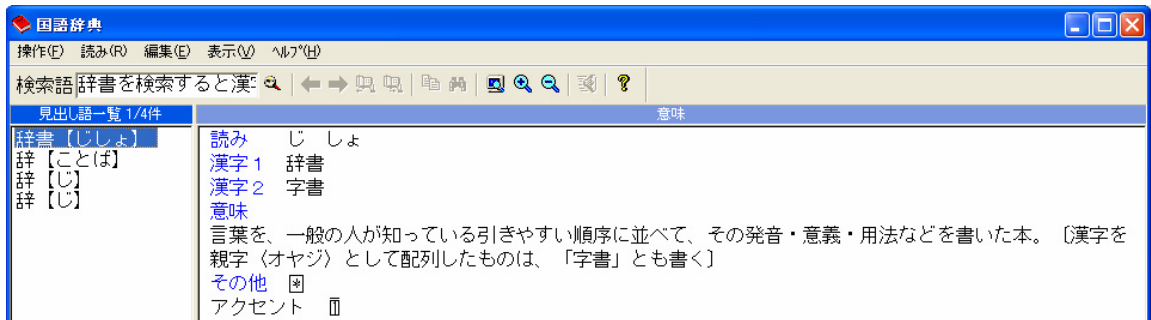 国語辞典
操作(F) 読み(R) 編集(E) 表示(V) ヘルプ(H)
検索語 辞書を検索すると漢
見出し語一覧 1/4件 意味
辞書【じしょ】
辞【ことば】
辞【じ】
辞【じ】
読み じ しょ
漢字1 辞書
漢字2 字書
意味
言葉を、一般の人が知っている引きやすい順序に並べて、その発音・意義・用法などを書いた本。〔漢字を
親字〈オヤジ〉として配列したものは、「字書」とも書く〕
その他 *
アクセント 1